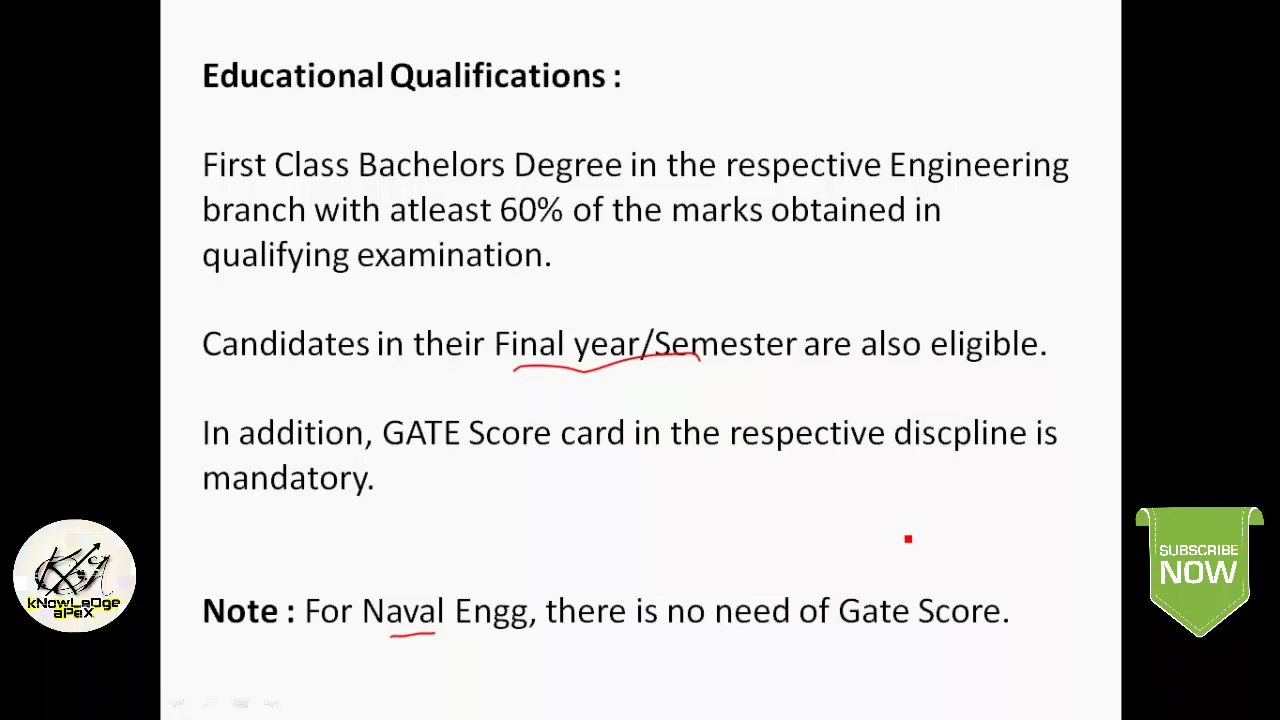 Educational Qualifications :
First Class Bachelors Degree in the respective Engineering
branch with atleast 60% of the marks obtained in
qualifying examination.
Candidates in their Final year/Semester are also eligible.
In addition, GATE Score card in the respective discpline is
mandatory.
Note : For Naval Engg, there is no need of Gate Score.
kNowLaDge
aPeX
SUBSCRIBE
NOW